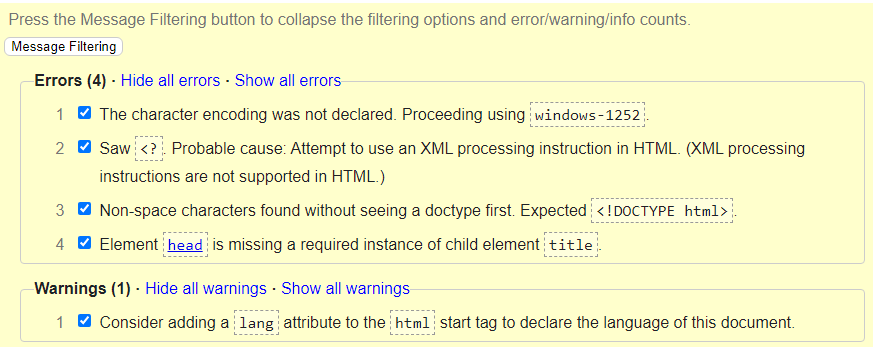 Press the Message Filtering button to collapse the filtering options and error/warning/info counts.
Message Filtering
Errors (4) · Hide all errors · Show all errors
1 The character encoding was not declared. Proceeding using windows-1252.
2 Saw <?. Probable cause: Attempt to use an XML processing instruction in HTML. (XML processing
instructions are not supported in HTML.)
3 Non-space characters found without seeing a doctype first. Expected <!DOCTYPE html>.
4 Element head is missing a required instance of child element title.
Warnings (1) · Hide all warnings · Show all warnings
1 Consider adding a lang attribute to the html start tag to declare the language of this document.